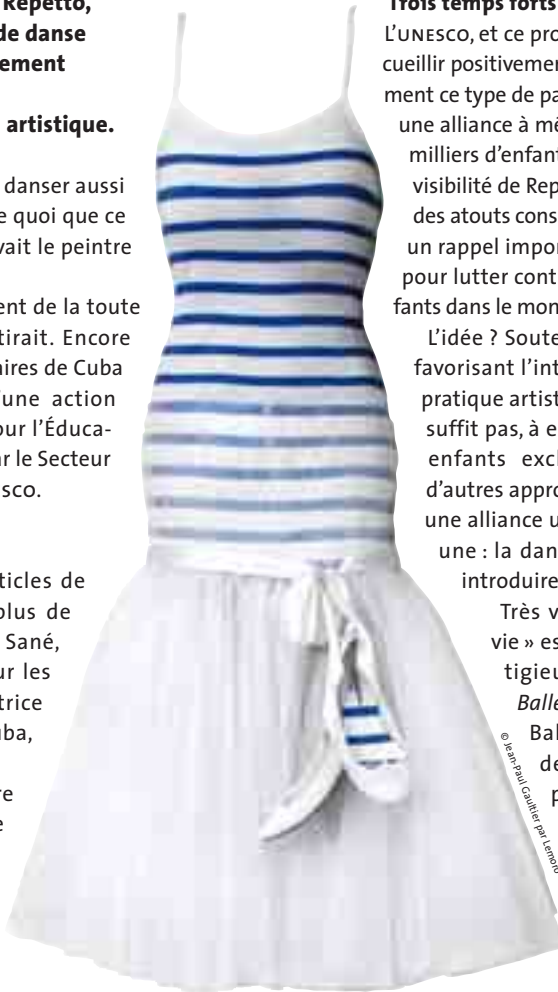 Repetto,
de danse
ement
artistique.
danser aussi
e quoi que ce
vait le peintre
ent de la toute
tirait. Encore
aires de Cuba
'une action
our l'Éduca-
ar le Secteur
sco.
ticles de
plus de
Sané,
ur les
trice
uba,
re
e
Trois temps forts
L'UNESCO, et ce pro
cueillir positivemen
ment ce type de pa
une alliance à mê
milliers d'enfant
visibilité de Rep
des atouts cons
un rappel impor
pour lutter cont
fants dans le mon
L'idée ? Soute
favorisant l'int
pratique artist
suffit pas, à e
enfants excl
d'autres appro
une alliance u
une : la dan
introduire
Très v
vie » es
tigieu
Balle
Bal
de
p
© Jean-Paul Gaultier par Lemoro